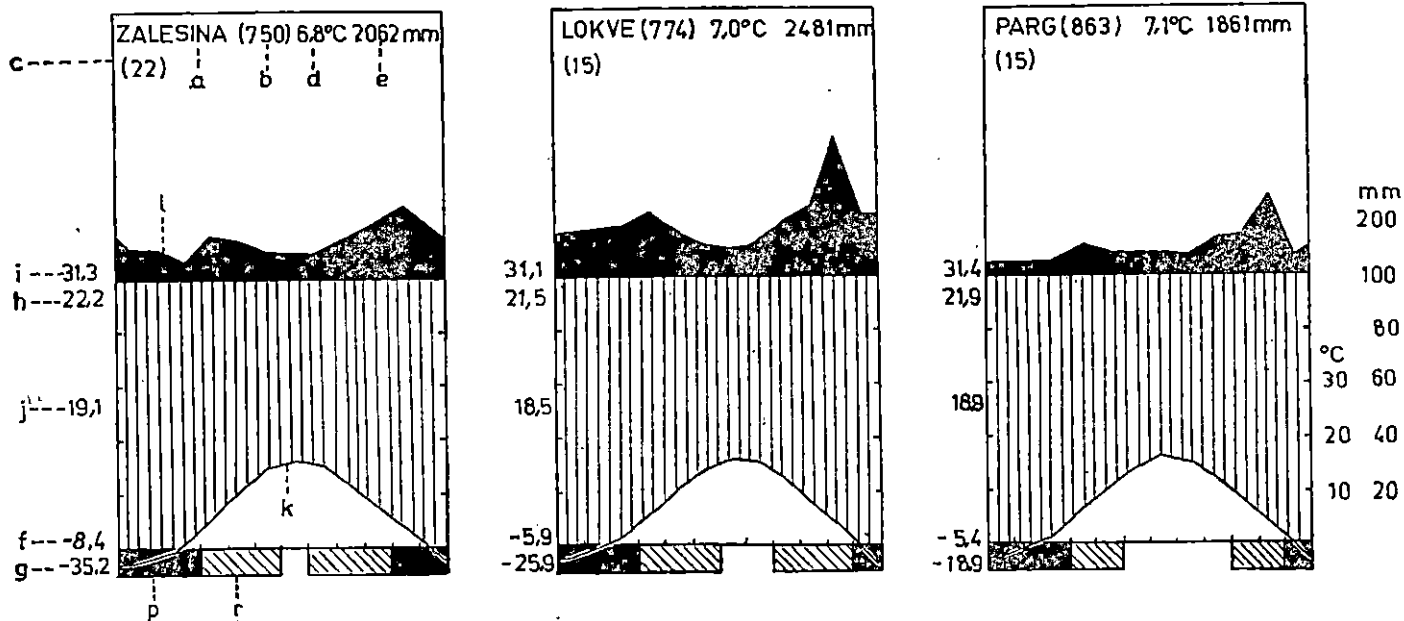 ZALESINA (750) 6,8°C 2062 mm
(22)
c
a
b
d
e
l
i --- 31,3
h --- 22,2
j --- 19,1
k
f --- -8,4
g --- -35,2
p
r
LOKVE (774) 7,0°C 2481 mm
(15)
31,1
21,5
18,5
-5,9
-25,9
PARG (863) 7,1°C 1861 mm
(15)
31,4
21,9
18,9
-5,4
-18,9
mm
200
100
80
°C
30 60
20 40
10 20